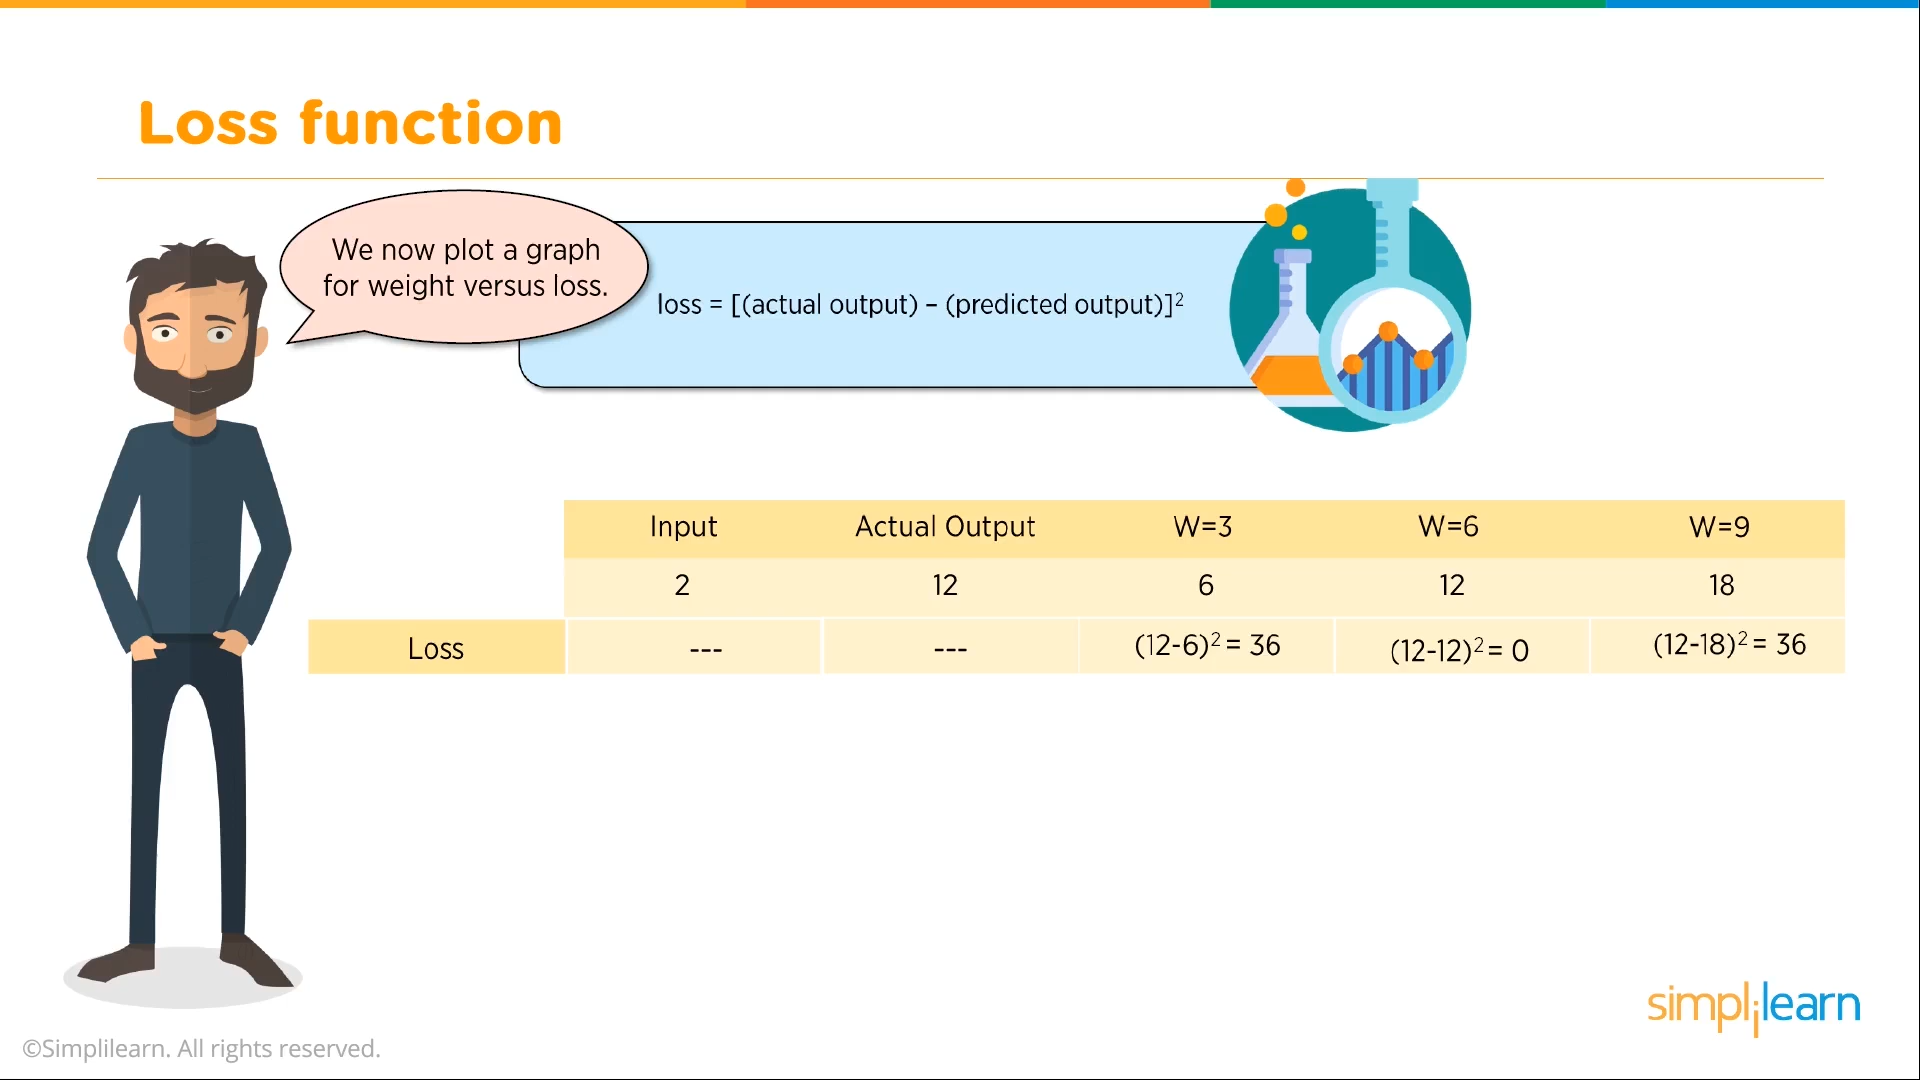 Loss function
We now plot a graph
for weight versus loss.
loss = [(actual output) – (predicted output)]²
Input Actual Output W=3 W=6 W=9
2 12 6 12 18
Loss --- --- (12-6)² = 36 (12-12)² = 0 (12-18)² = 36
simplilearn
©Simplilearn. All rights reserved.